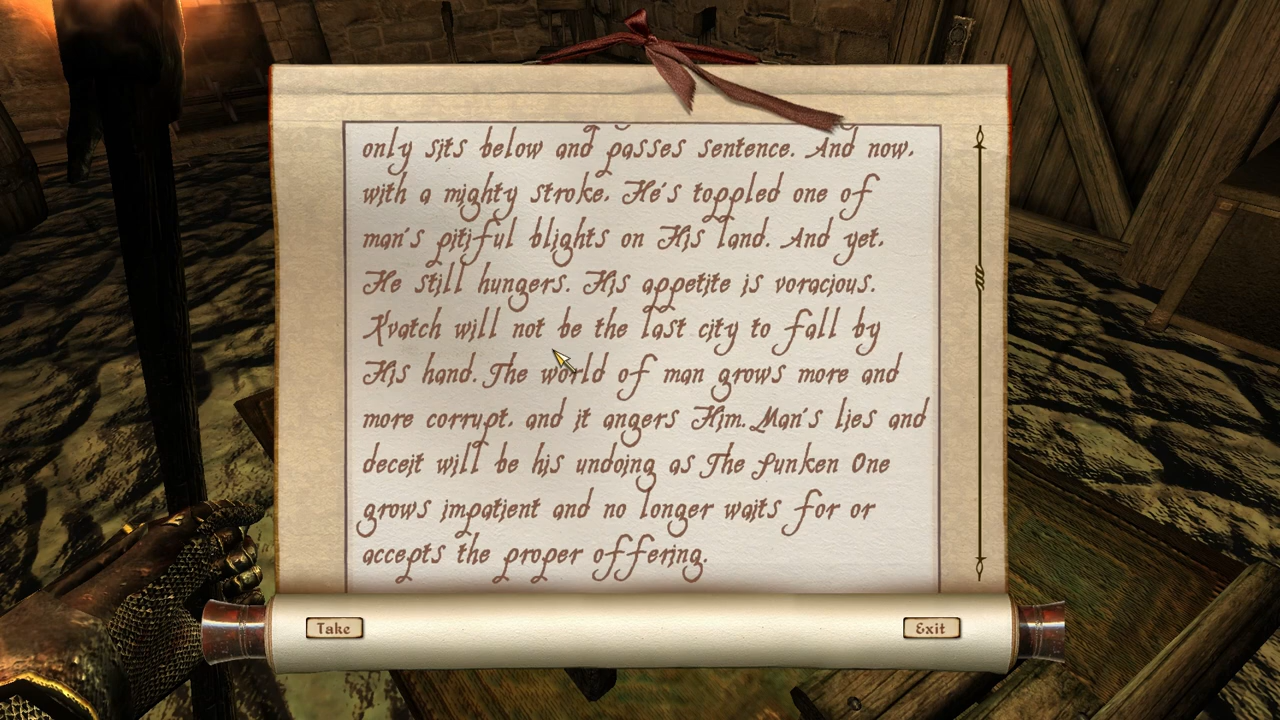 only sits below and passes sentence. And now,
with a mighty stroke, He's toppled one of
man's pitiful blights on His land. And yet,
He still hungers. His appetite is voracious.
Kvatch will not be the last city to fall by
His hand. The world of man grows more and
more corrupt, and it angers Him. Man's lies and
deceit will be his undoing as The Sunken One
grows impatient and no longer waits for or
accepts the proper offering.
Take
Exit